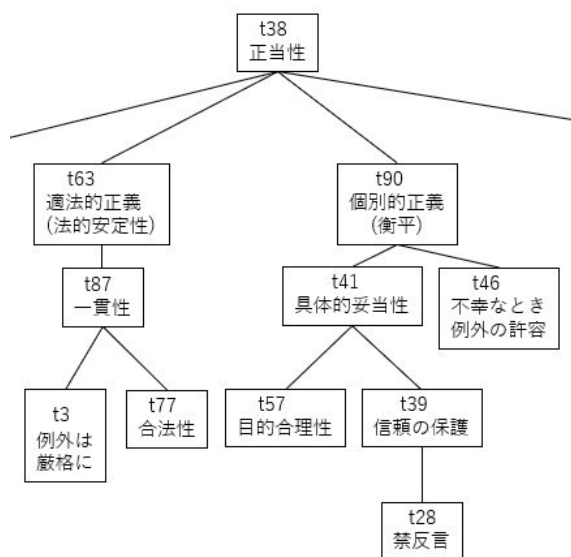 t38
正当性
t63
適法的正義
(法的安定性)
t90
個別的正義
(衡平)
t87
一貫性
t41
具体的妥当性
t46
不幸なとき
例外の許容
t3
例外は
厳格に
t77
合法性
t57
目的合理性
t39
信頼の保護
t28
禁反言